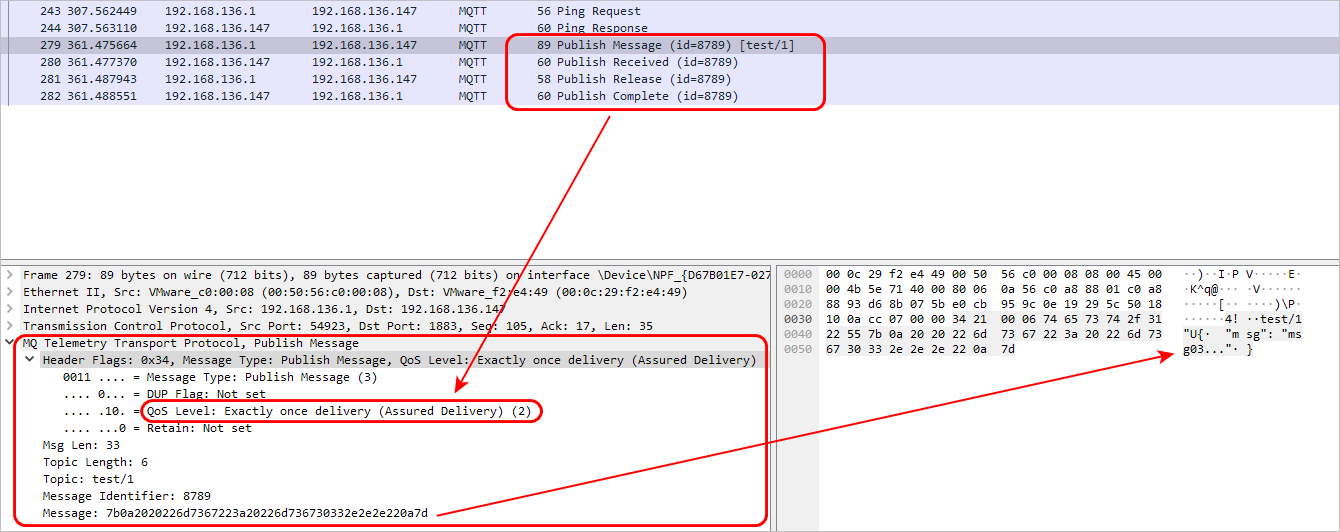 243 307.562449 192.168.136.1 192.168.136.147 MQTT 56 Ping Request
244 307.563110 192.168.136.147 192.168.136.1 MQTT 60 Ping Response
279 361.475664 192.168.136.1 192.168.136.147 MQTT 89 Publish Message (id=8789) [test/1]
280 361.477370 192.168.136.147 192.168.136.1 MQTT 60 Publish Received (id=8789)
281 361.487943 192.168.136.1 192.168.136.147 MQTT 58 Publish Release (id=8789)
282 361.488551 192.168.136.147 192.168.136.1 MQTT 60 Publish Complete (id=8789)
Frame 279: 89 bytes on wire (712 bits), 89 bytes captured (712 bits) on interface \Device\NPF_{D67B01E7-027
Ethernet II, Src: VMware_c0:00:08 (00:50:56:c0:00:08), Dst: VMware_f2:e4:49 (00:0c:29:f2:e4:49)
Internet Protocol Version 4, Src: 192.168.136.1, Dst: 192.168.136.147
Transmission Control Protocol, Src Port: 54923, Dst Port: 1883, Seq: 105, Ack: 17, Len: 35
MQ Telemetry Transport Protocol, Publish Message
Header Flags: 0x34, Message Type: Publish Message, QoS Level: Exactly once delivery (Assured Delivery)
0011 .... = Message Type: Publish Message (3)
.... 0... = DUP Flag: Not set
.... .10. = QoS Level: Exactly once delivery (Assured Delivery) (2)
.... ...0 = Retain: Not set
Msg Len: 33
Topic Length: 6
Topic: test/1
Message Identifier: 8789
Message: 7b0a2020226d7367223a20226d736730332e2e2e220a7d
0000 00 0c 29 f2 e4 49 00 50 56 c0 00 08 08 00 45 00 ··)··I·P V·····E·
0010 00 4b 5e 71 40 00 80 06 0a 56 c0 a8 88 01 c0 a8 ·K^q@··· ·V······
0020 88 93 d6 8b 07 5b e0 cb 95 9c 0e 19 29 5c 50 18 ·····[·· ····)\P·
0030 10 0a cc 07 00 00 34 21 00 06 74 65 73 74 2f 31 ······4! ··test/1
0040 22 55 7b 0a 20 20 22 6d 73 67 22 3a 20 22 6d 73 "U{·  "m sg": "ms
0050 67 30 33 2e 2e 2e 22 0a 7d g03..."· }